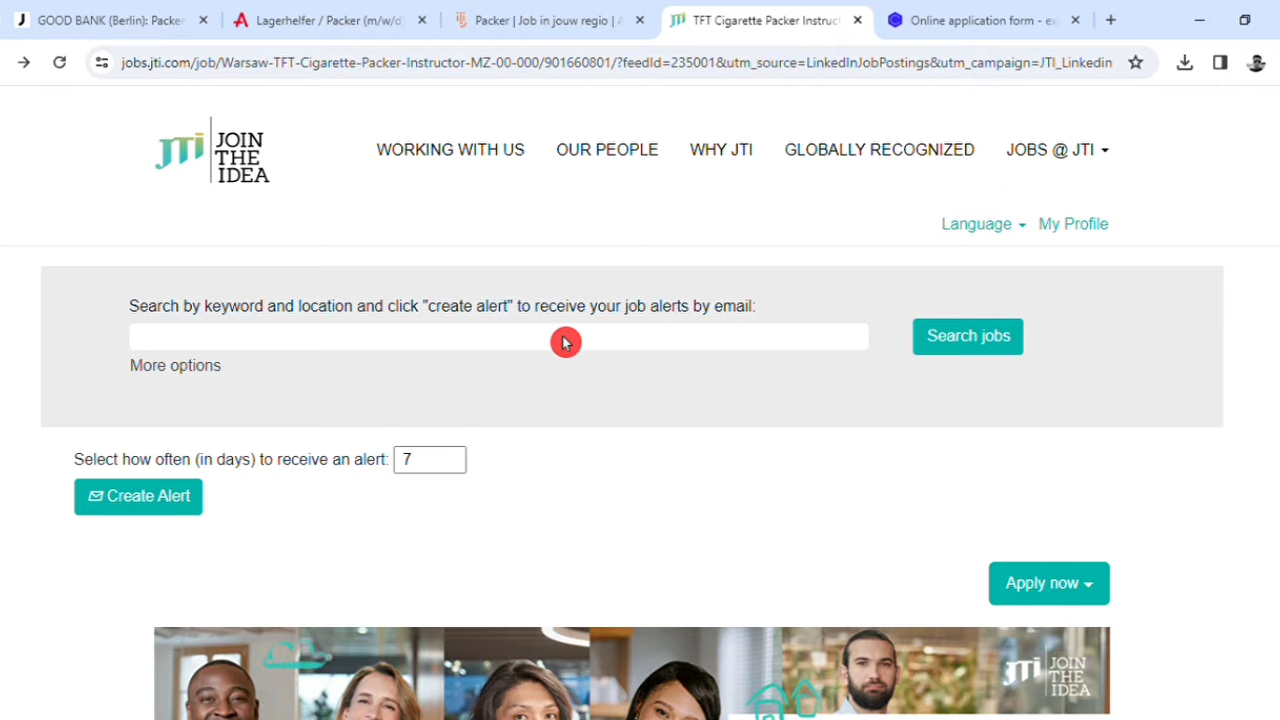 GOOD BANK (Berlin): Packer
Lagerhelfer / Packer (m/w/d)
Packer | Job in jouw regio | A
TFT Cigarette Packer Instruct
Online application form - ex
jobs.jti.com/job/Warsaw-TFT-Cigarette-Packer-Instructor-MZ-00-000/901660801/?feedId=235001&utm_source=LinkedInJobPostings&utm_campaign=JTI_Linkedin
JTI JOIN THE IDEA
WORKING WITH US
OUR PEOPLE
WHY JTI
GLOBALLY RECOGNIZED
JOBS @ JTI
Language
My Profile
Search by keyword and location and click "create alert" to receive your job alerts by email:
Search jobs
More options
Select how often (in days) to receive an alert: 7
Create Alert
Apply now
JTI JOIN THE IDEA